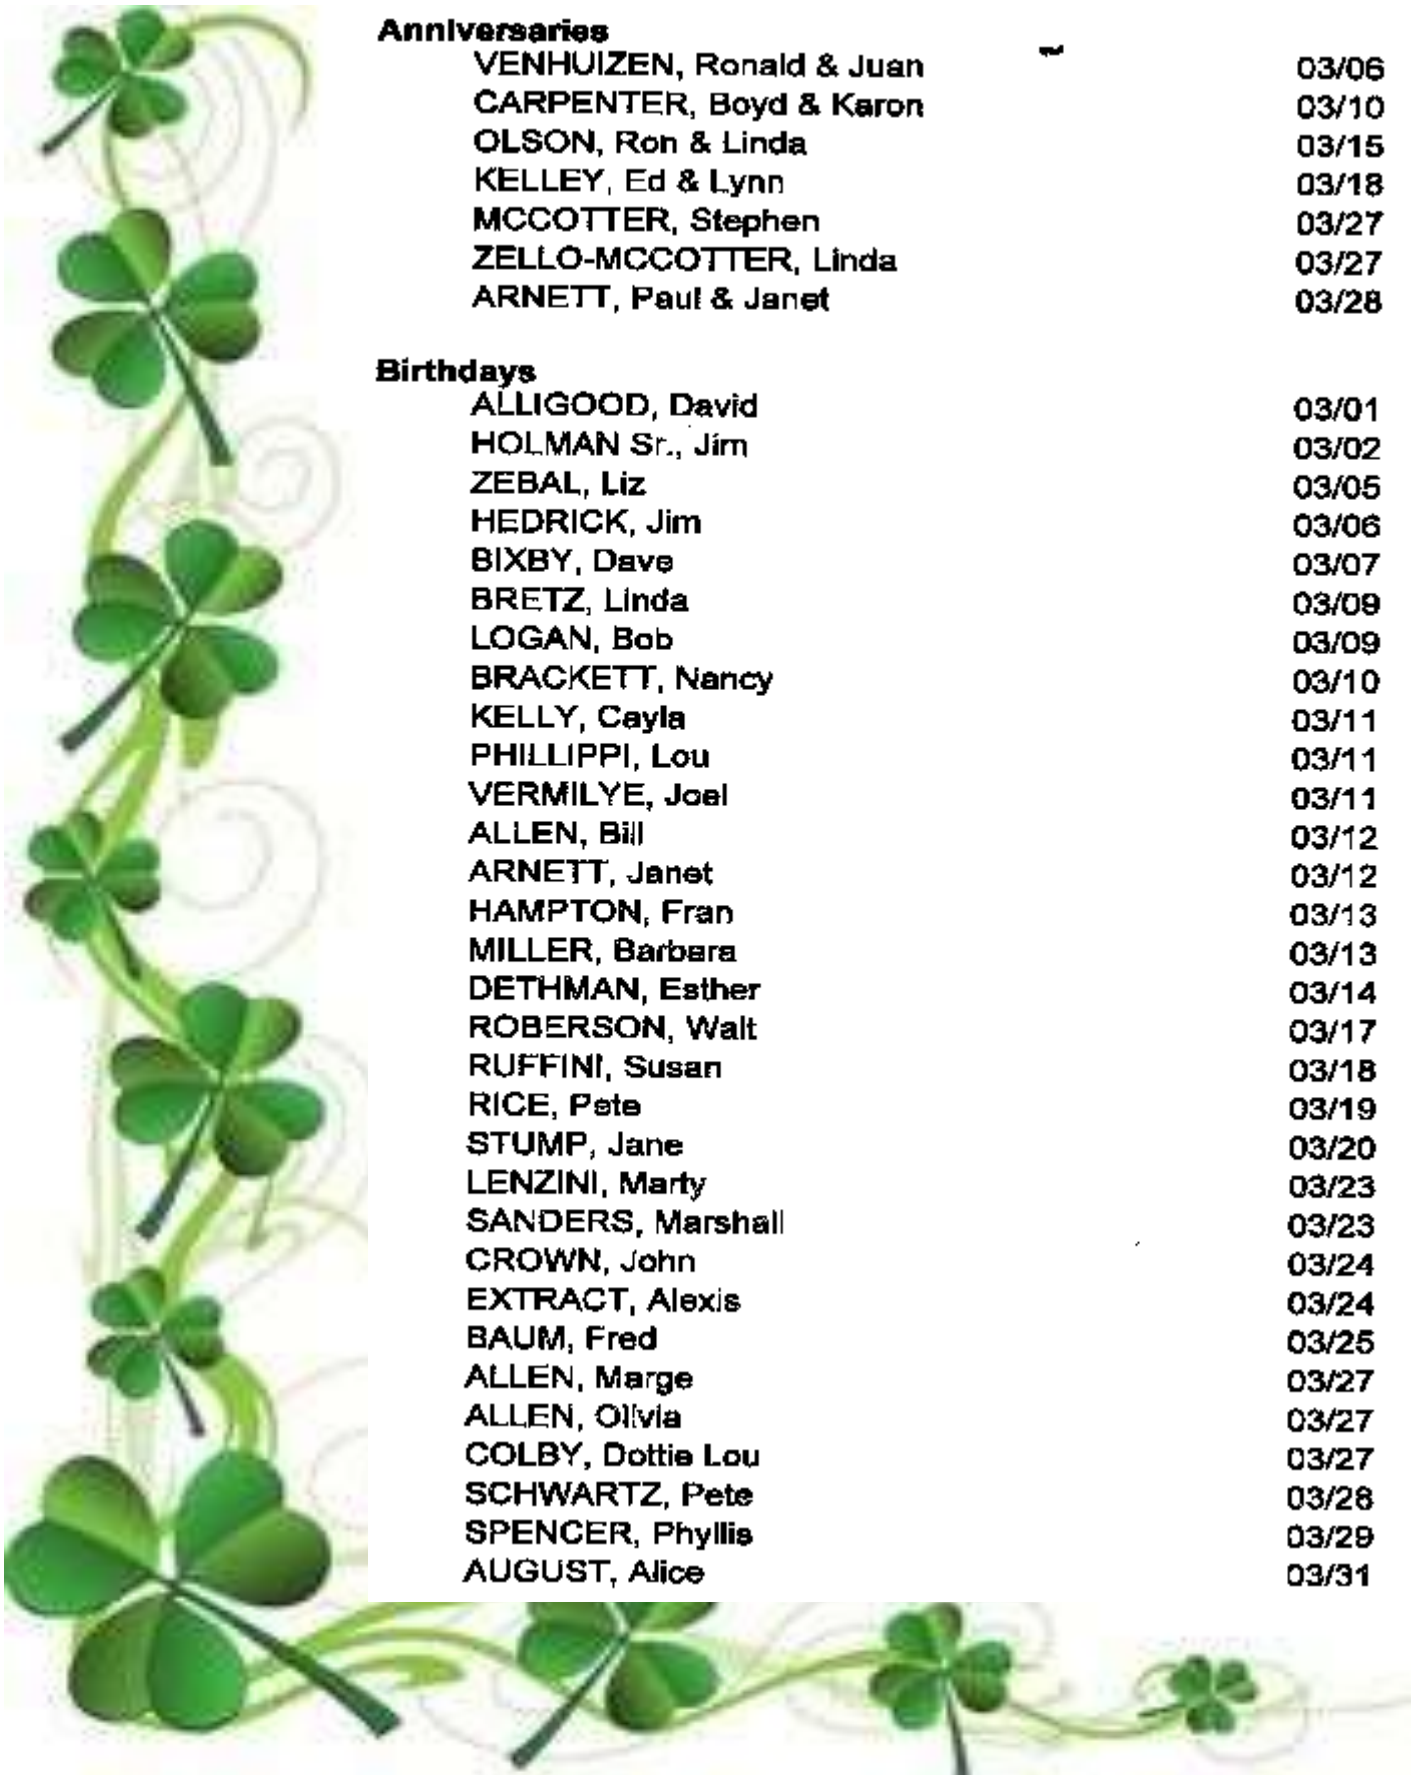 Anniversaries
VENHUIZEN, Ronald & Juan 03/06
CARPENTER, Boyd & Karon 03/10
OLSON, Ron & Linda 03/15
KELLEY, Ed & Lynn 03/18
MCCOTTER, Stephen 03/27
ZELLO-MCCOTTER, Linda 03/27
ARNETT, Paul & Janet 03/28
Birthdays
ALLIGOOD, David 03/01
HOLMAN Sr., Jim 03/02
ZEBAL, Liz 03/05
HEDRICK, Jim 03/06
BIXBY, Dave 03/07
BRETZ, Linda 03/09
LOGAN, Bob 03/09
BRACKETT, Nancy 03/10
KELLY, Cayla 03/11
PHILLIPPI, Lou 03/11
VERMILYE, Joel 03/11
ALLEN, Bill 03/12
ARNETT, Janet 03/12
HAMPTON, Fran 03/13
MILLER, Barbara 03/13
DETHMAN, Esther 03/14
ROBERSON, Walt 03/17
RUFFINI, Susan 03/18
RICE, Pete 03/19
STUMP, Jane 03/20
LENZINI, Marty 03/23
SANDERS, Marshall 03/23
CROWN, John 03/24
EXTRACT, Alexis 03/24
BAUM, Fred 03/25
ALLEN, Marge 03/27
ALLEN, Olivia 03/27
COLBY, Dottie Lou 03/27
SCHWARTZ, Pete 03/28
SPENCER, Phyllis 03/29
AUGUST, Alice 03/31